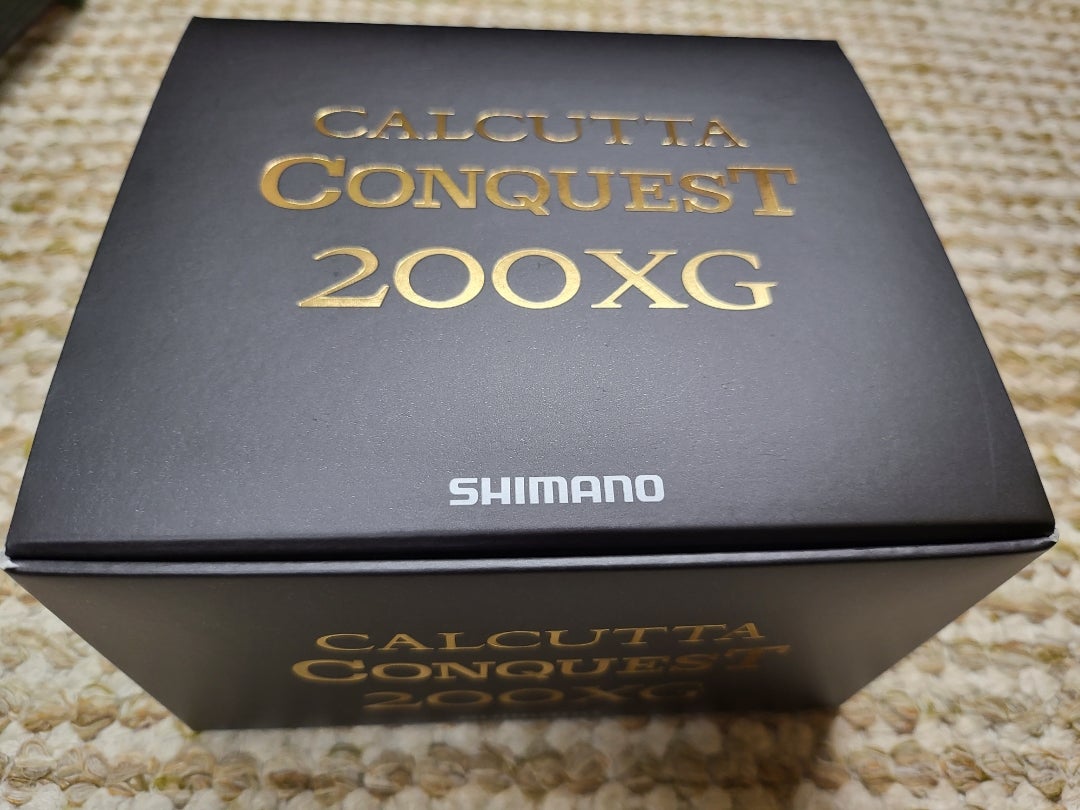 CALCUTTA
CONQUEST
200XG
SHIMANO
CALCUTTA
CONQUEST
200XG